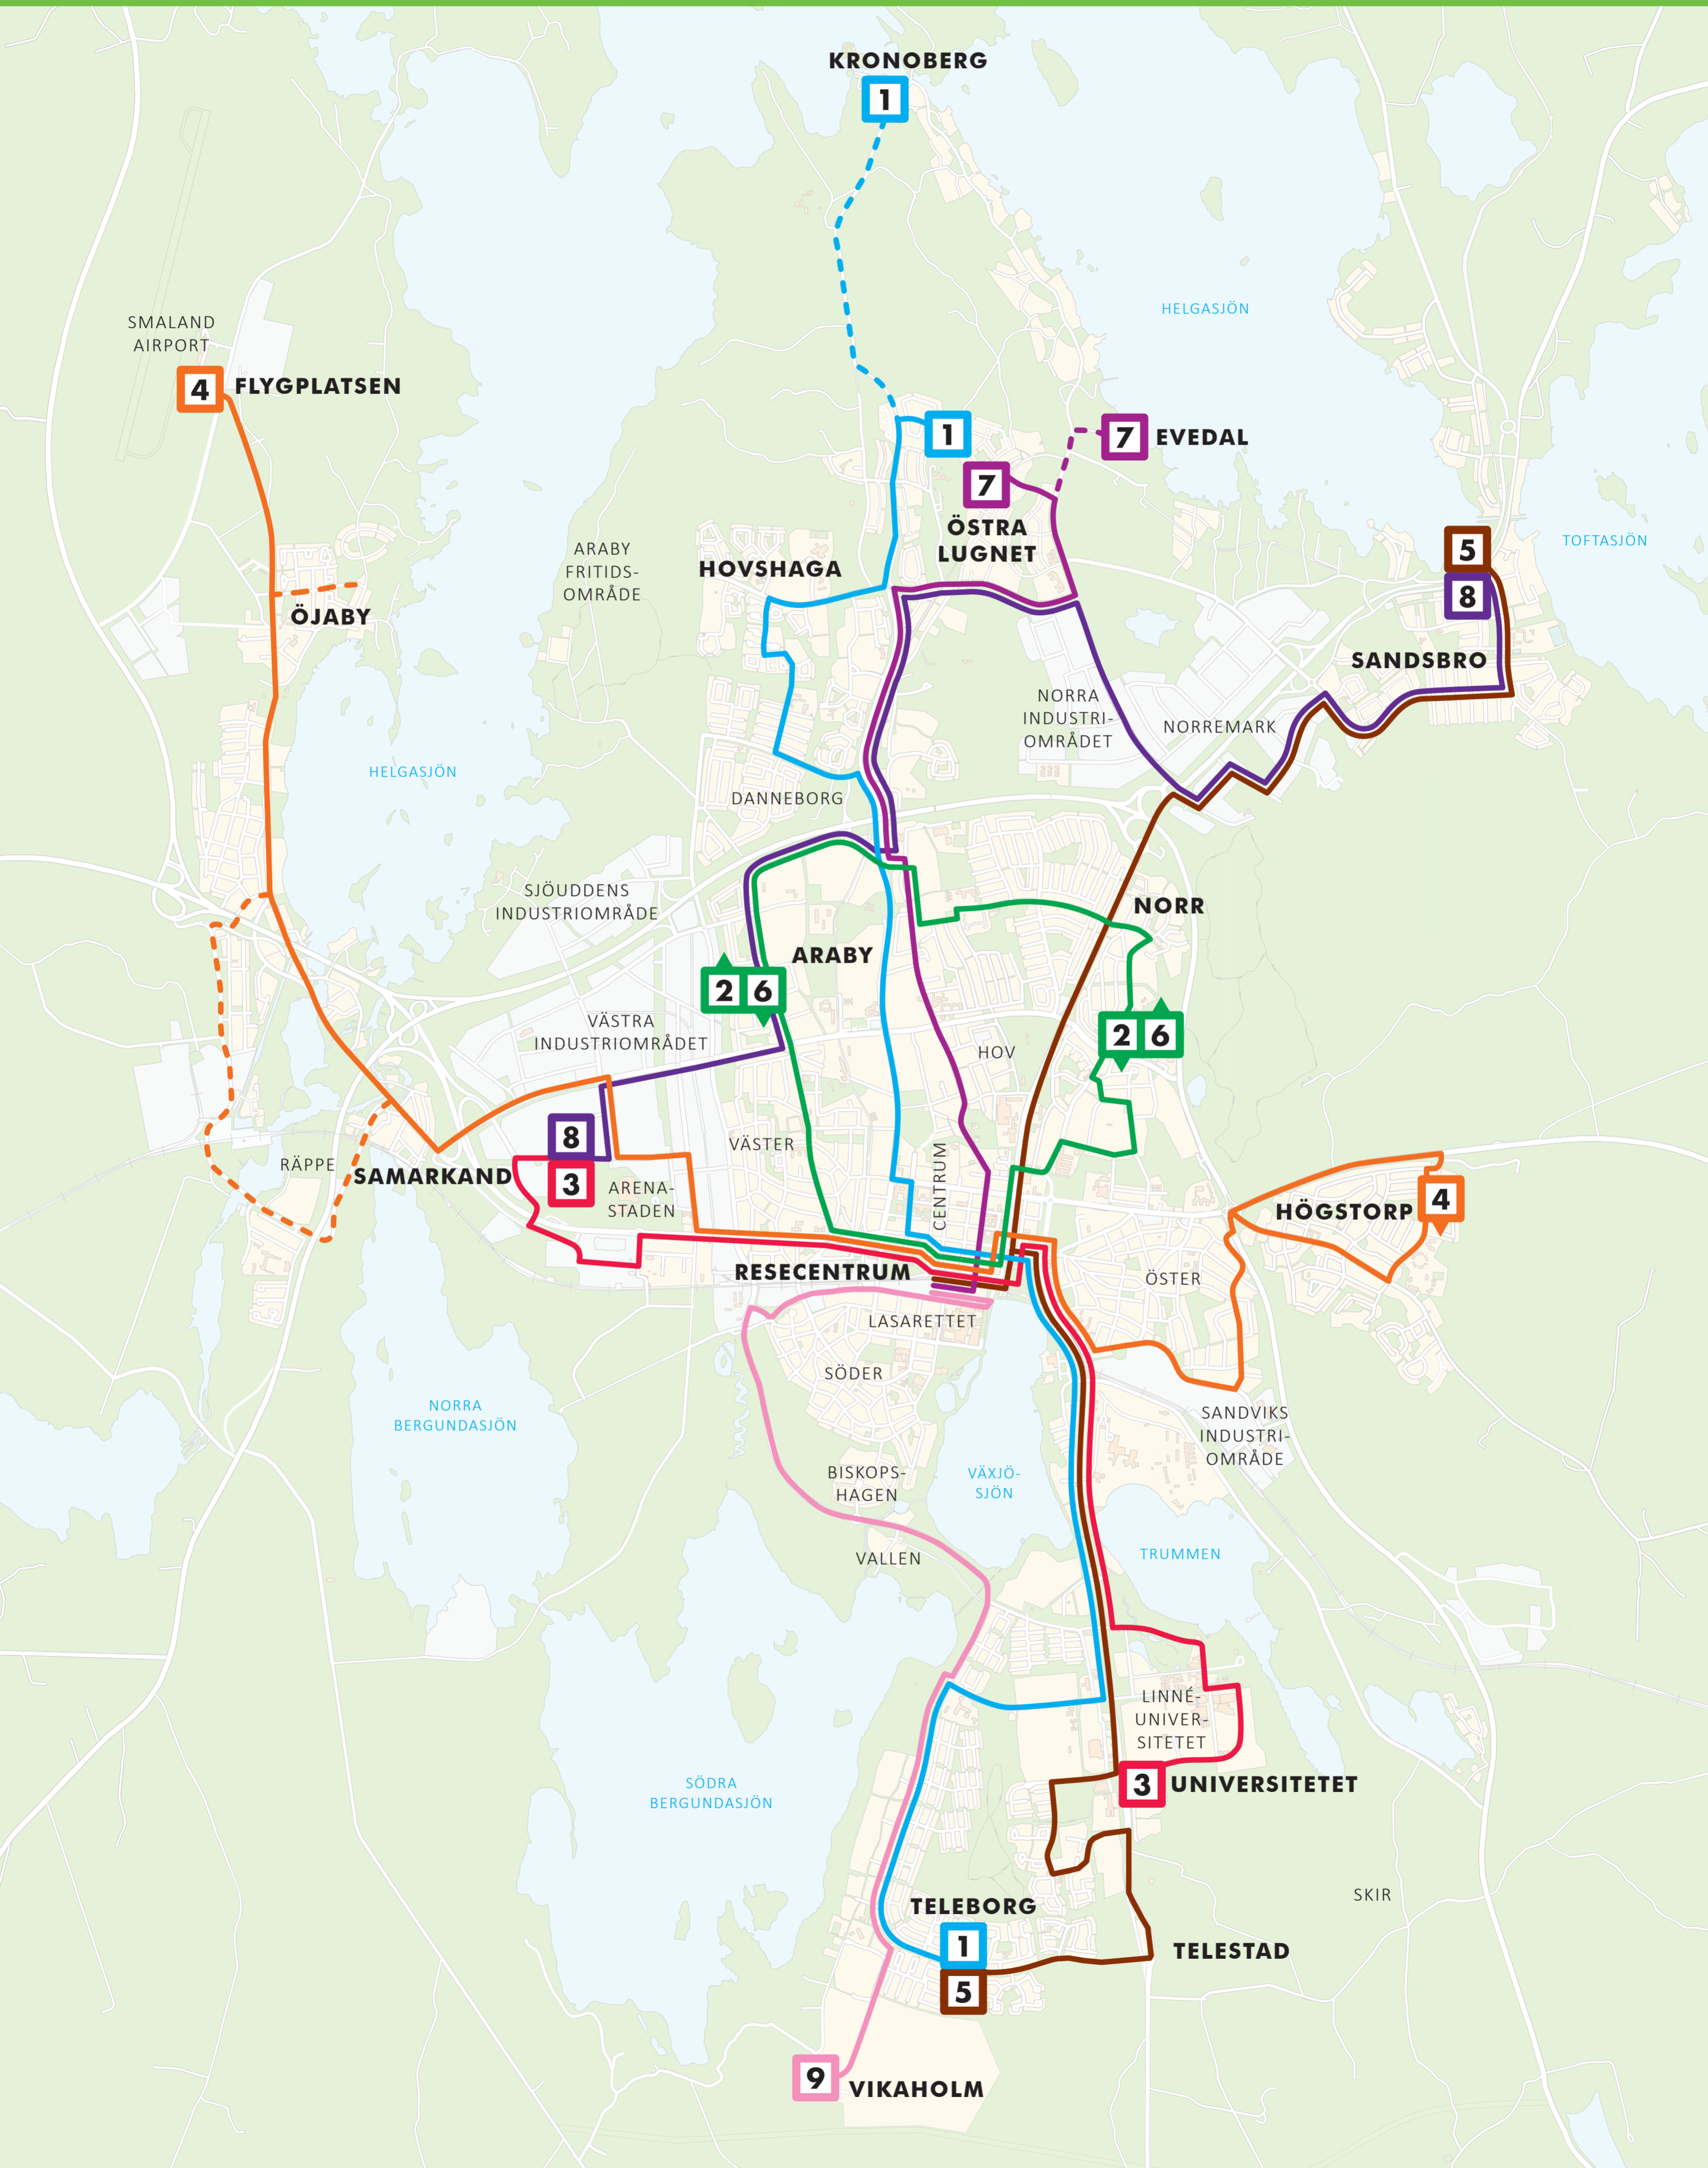 KRONOBERG
1
HELGASJÖN
SMALAND
AIRPORT
4
FLYGPLATSEN
1
7
EVEDAL
7
ÖSTRA
LUGNET
HOVSHAGA
ARABY
FRITIDS-
OMRÅDE
5
8
TOFTASJÖN
ÖJABY
SANDSBRO
NORRA
INDUSTRI-
OMRÅDET
NORREMARK
HELGASJÖN
DANNEBORG
SJÖUDDENS
INDUSTRIOMRÅDE
NORR
ARABY
2 6
VÄSTRA
INDUSTRIOMRÅDET
2 6
HOV
8
VÄSTER
CENTRUM
RÄPPE
SAMARKAND
3
ARENA-
STADEN
HÖGSTORP
4
RESECENTRUM
ÖSTER
LASARETTET
SÖDER
NORRA
BERGUNDASJÖN
SANDVIKS
INDUSTRI-
OMRÅDE
BISKOPS-
HAGEN
VÄXJÖ-
SJÖN
VALLEN
TRUMMEN
LINNÉ-
UNIVER-
SITETET
SÖDRA
BERGUNDASJÖN
3
UNIVERSITETET
SKIR
TELEBORG
1
5
TELESTAD
9
VIKAHOLM